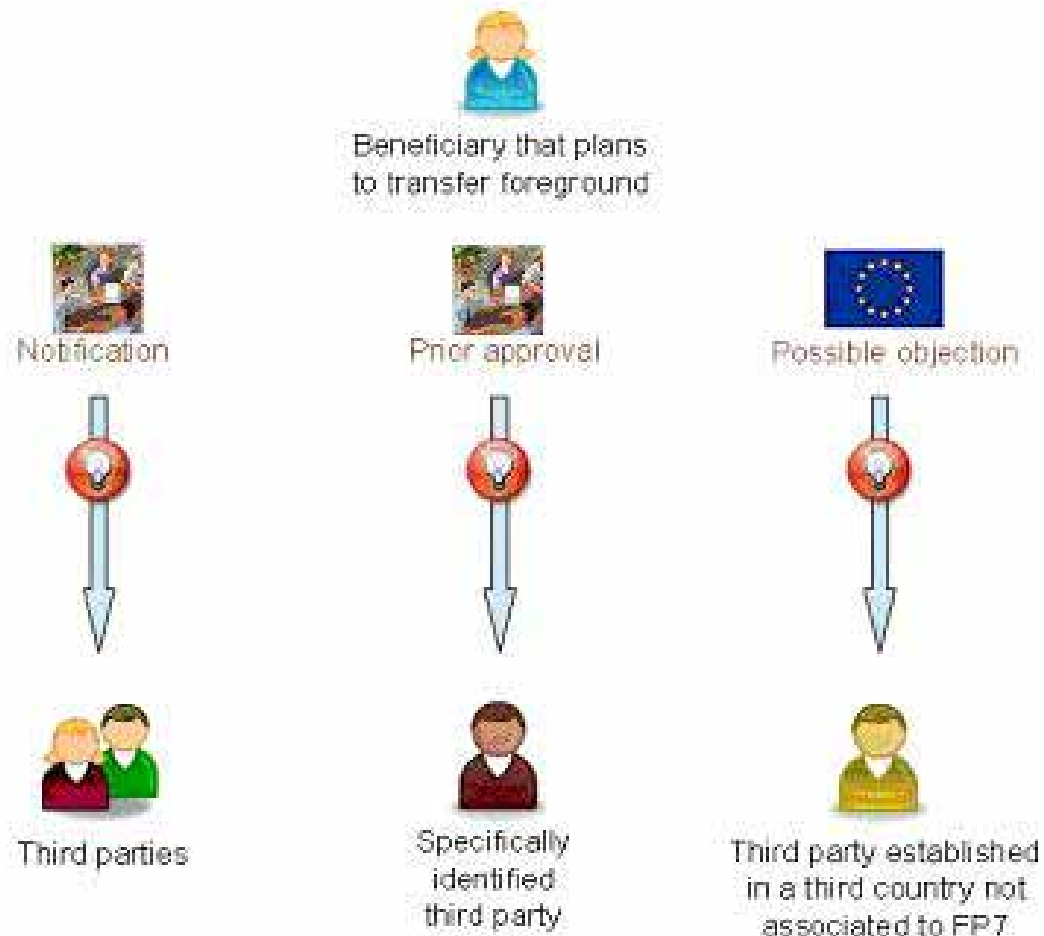 Beneficiary that plans
to transfer foreground
Notification
Prior approval
Possible objection
Third parties
Specifically
identified
third party
Third party established
in a third country not
associated to FP7